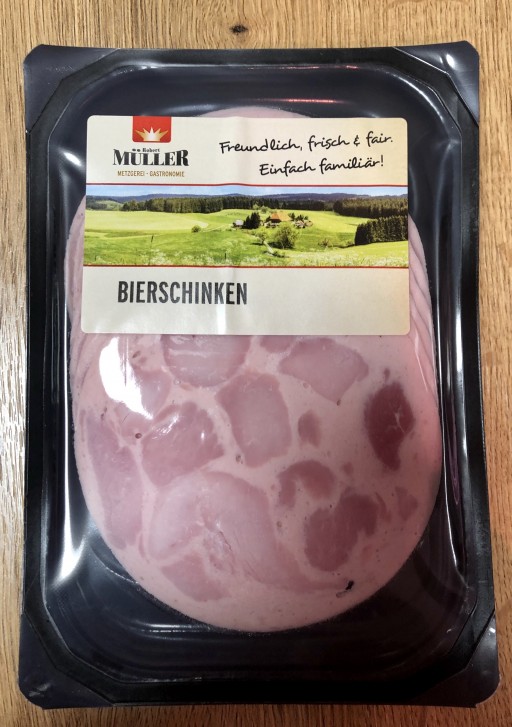 Robert
MÜLLER
METZGEREI · GASTRONOMIE
Freundlich, frisch & fair.
Einfach familiär!
BIERSCHINKEN